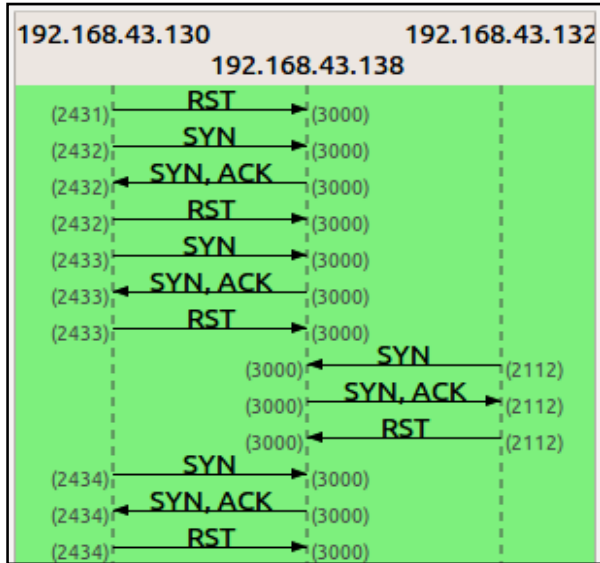 192.168.43.130 192.168.43.132
192.168.43.138
RST
(2431) (3000)
SYN
(2432) (3000)
SYN, ACK
(2432) (3000)
RST
(2432) (3000)
SYN
(2433) (3000)
SYN, ACK
(2433) (3000)
RST
(2433) (3000)
SYN
(3000) (2112)
SYN, ACK
(3000) (2112)
RST
(3000) (2112)
SYN
(2434) (3000)
SYN, ACK
(2434) (3000)
RST
(2434) (3000)